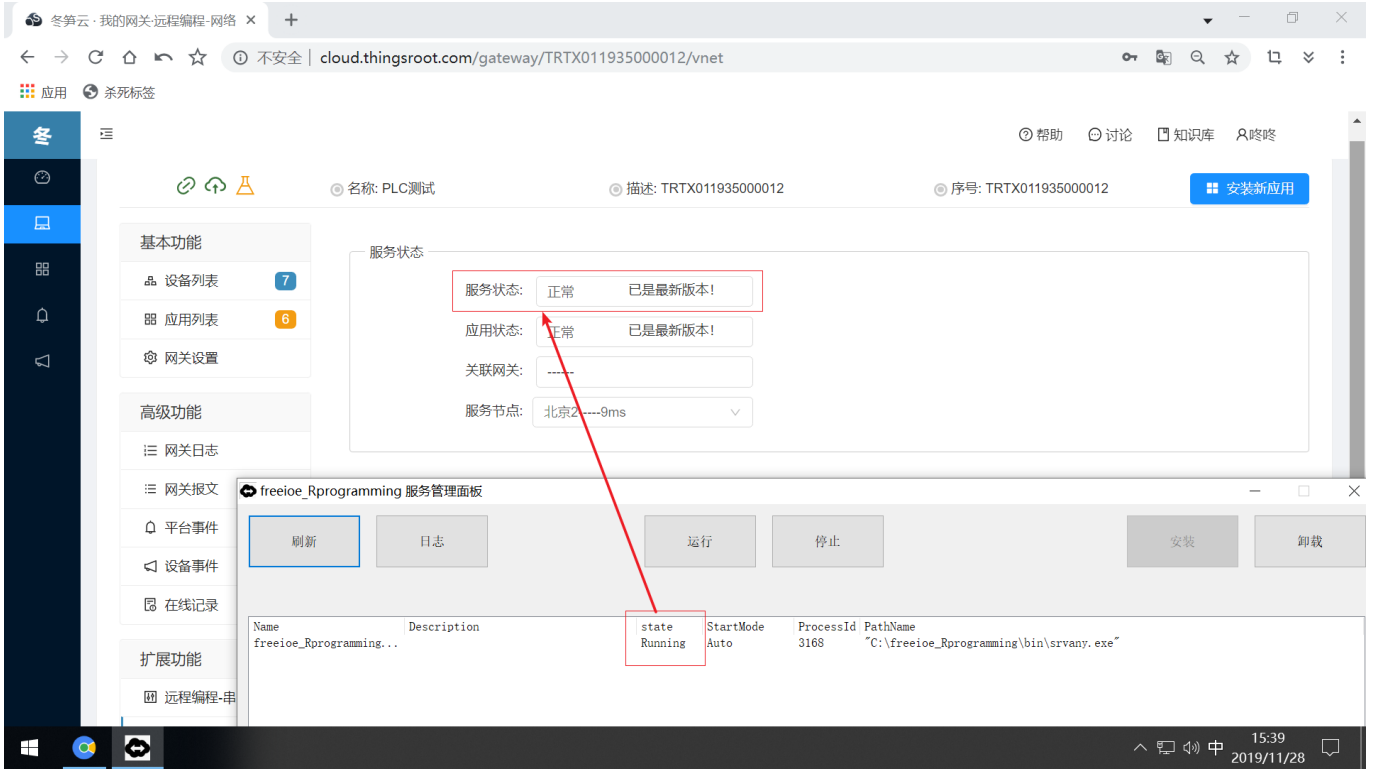 冬笋云 · 我的网关·远程编程-网络
不安全 | cloud.thingsroot.com/gateway/TRTX011935000012/vnet
应用 杀死标签
冬 帮助 讨论 知识库 咚咚
名称: PLC测试 描述: TRTX011935000012 序号: TRTX011935000012 安装新应用
基本功能
设备列表 7
应用列表 6
网关设置
高级功能
网关日志
网关报文
平台事件
设备事件
在线记录
扩展功能
远程编程-串
服务状态
服务状态: 正常 已是最新版本!
应用状态: 正常 已是最新版本!
关联网关: ------
服务节点: 北京2-----9ms
freeioe_Rprogramming 服务管理面板
刷新 日志 运行 停止 安装 卸载
Name Description state StartMode ProcessId PathName
freeioe_Rprogramming... Running Auto 3168 "C:\freeioe_Rprogramming\bin\srvany.exe"
中 15:39
2019/11/28